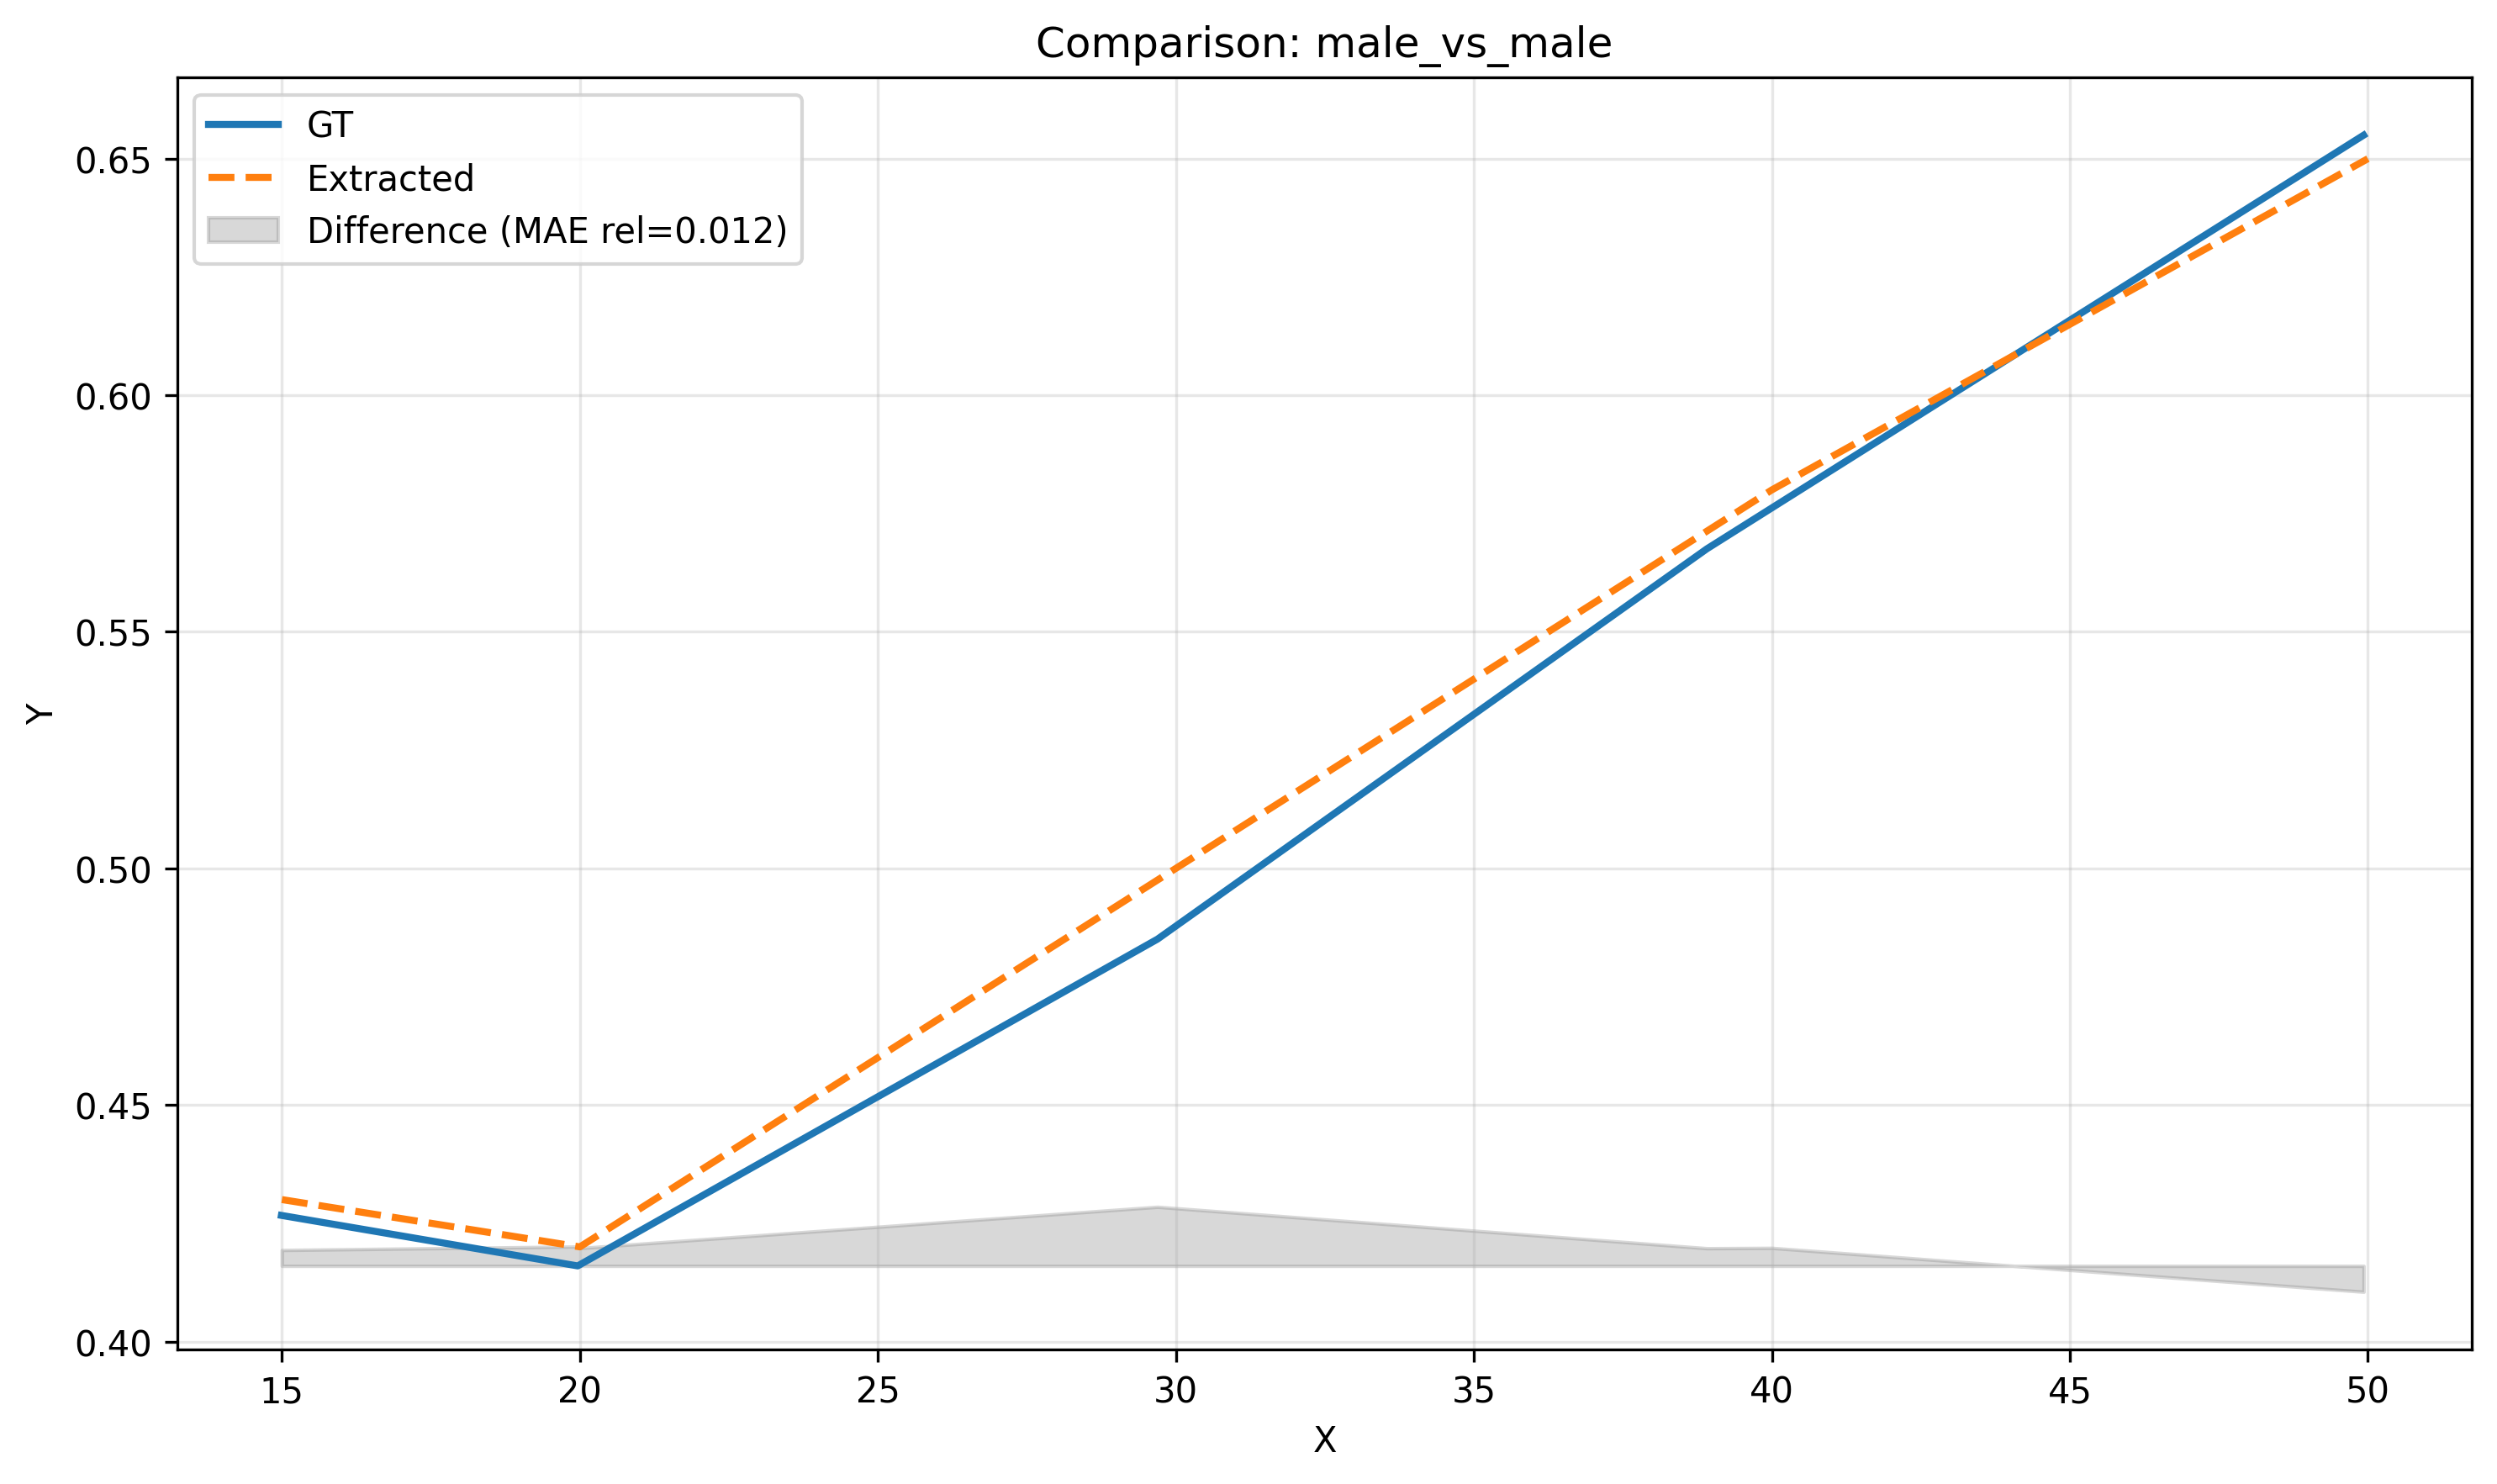 Comparison: male_vs_male
GT
Extracted
Difference (MAE rel=0.012)
0.65
0.60
0.55
0.50
0.45
0.40
Y
15 20 25 30 35 40 45 50
X